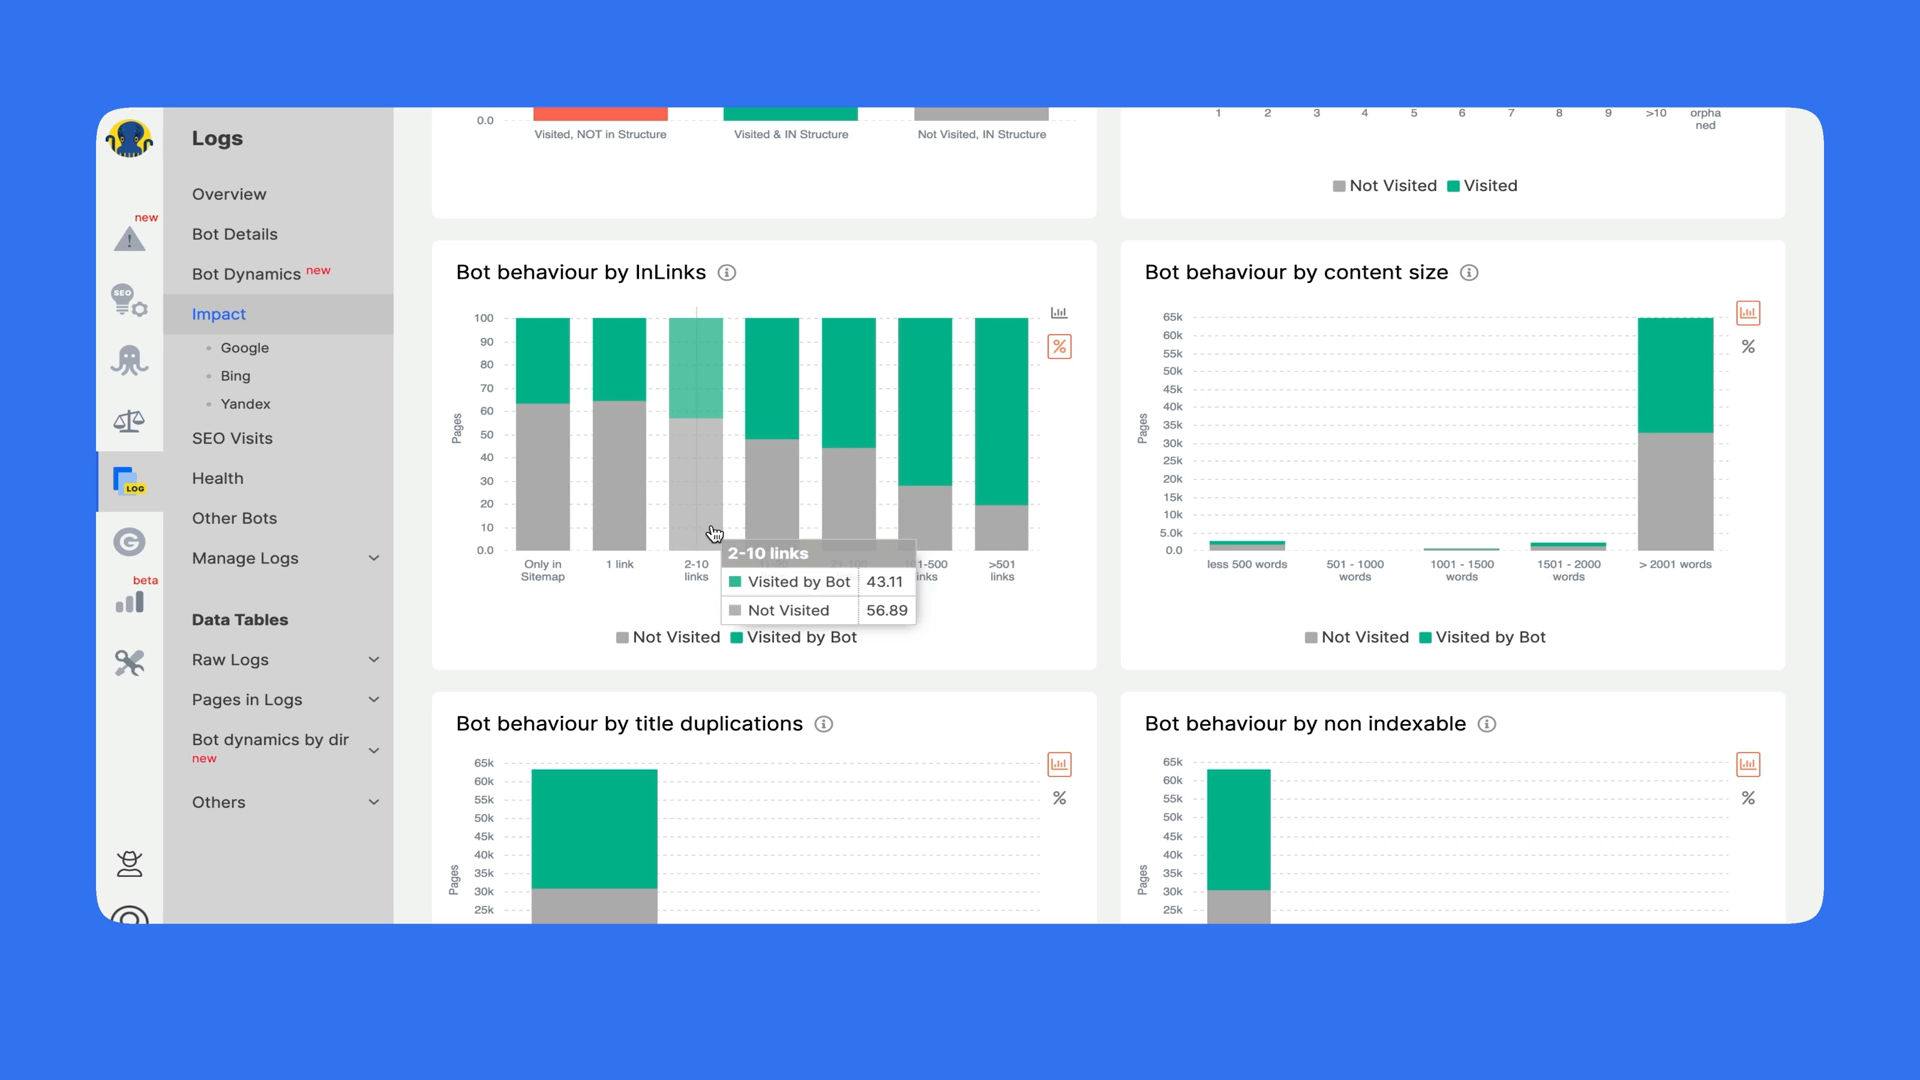 Logs
Overview
Bot Details
Bot Dynamics new
Impact
Google
Bing
Yandex
SEO Visits
Health
Other Bots
Manage Logs
Data Tables
Raw Logs
Pages in Logs
Bot dynamics by dir
new
Others
new
SEO
LOG
G
beta
0.0
Visited, NOT in Structure
Visited & IN Structure
Not Visited, IN Structure
1 2 3 4 5 6 7 8 9 >10 orpha
ned
Not Visited Visited
Bot behaviour by InLinks
100
90
80
70
60
50
40
30
20
10
0.0
Pages
%
Only in
Sitemap
1 link
2-10
links
>501
links
2-10 links
Visited by Bot 43.11
Not Visited 56.89
Not Visited Visited by Bot
Bot behaviour by content size
65k
60k
55k
50k
45k
40k
35k
30k
25k
20k
15k
10k
5.0k
0.0
Pages
%
less 500 words
501 - 1000
words
1001 - 1500
words
1501 - 2000
words
> 2001 words
Not Visited Visited by Bot
Bot behaviour by title duplications
65k
60k
55k
50k
45k
40k
35k
30k
25k
Pages
%
Bot behaviour by non indexable
65k
60k
55k
50k
45k
40k
35k
30k
25k
Pages
%